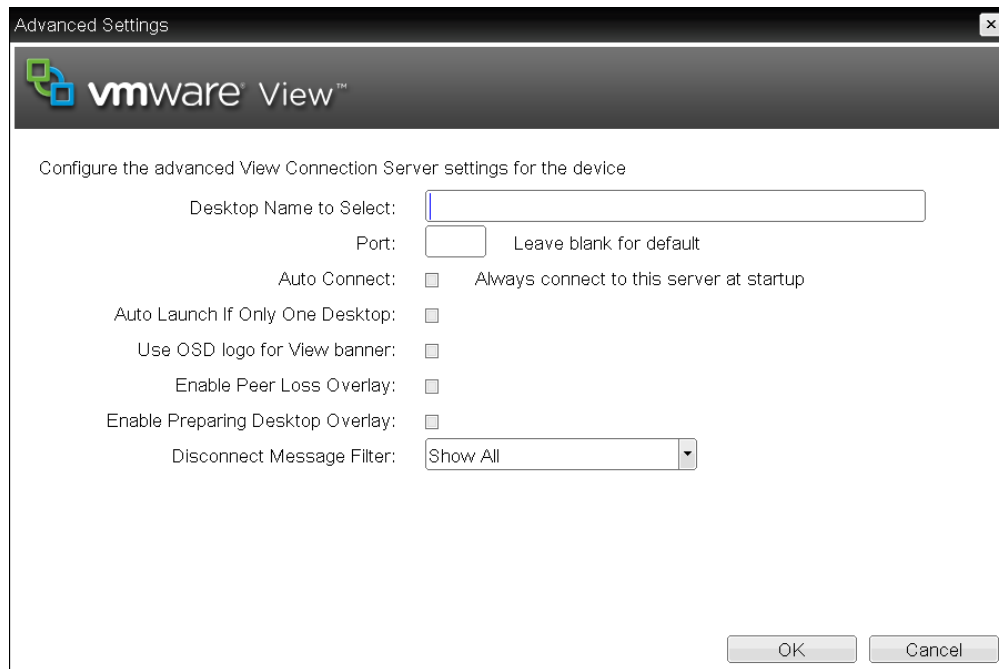 Advanced Settings
vmware® View™
Configure the advanced View Connection Server settings for the device
Desktop Name to Select:
Port: Leave blank for default
Auto Connect: Always connect to this server at startup
Auto Launch If Only One Desktop:
Use OSD logo for View banner:
Enable Peer Loss Overlay:
Enable Preparing Desktop Overlay:
Disconnect Message Filter: Show All
OK Cancel